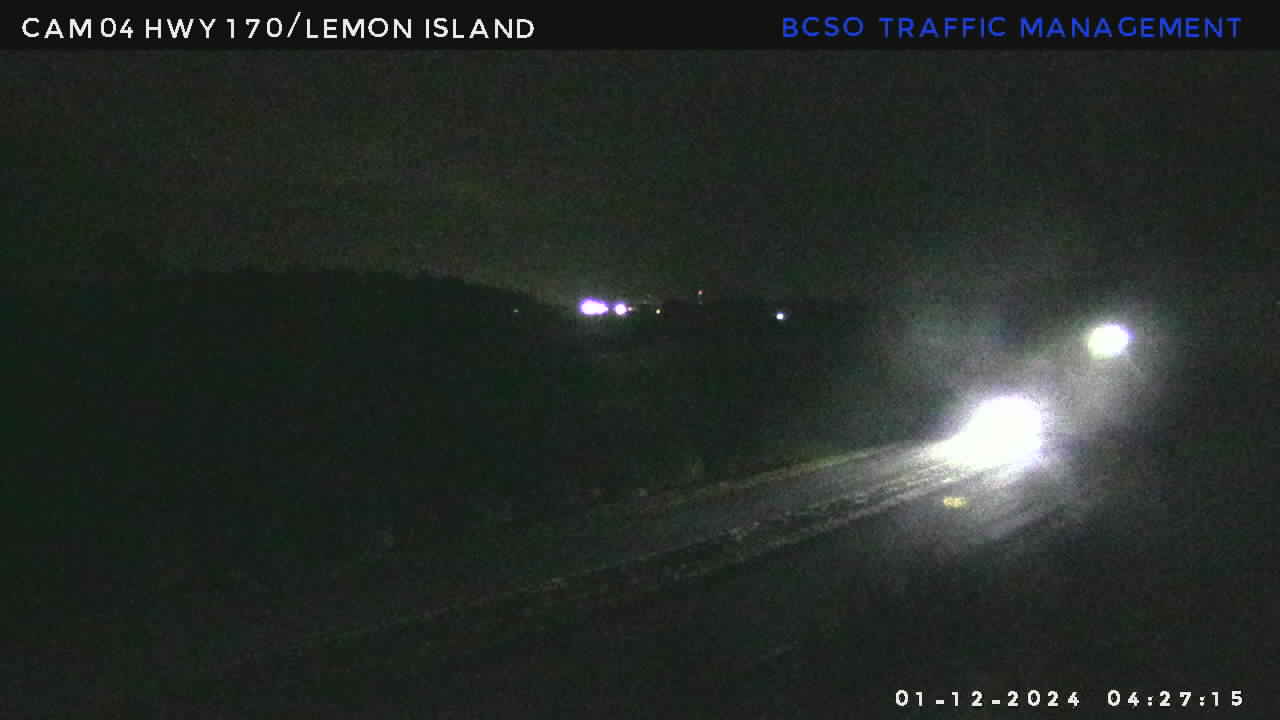 CAM04 HWY 170/LEMON ISLAND
BCSO TRAFFIC MANAGEMENT
01-12-2024 04:27:15